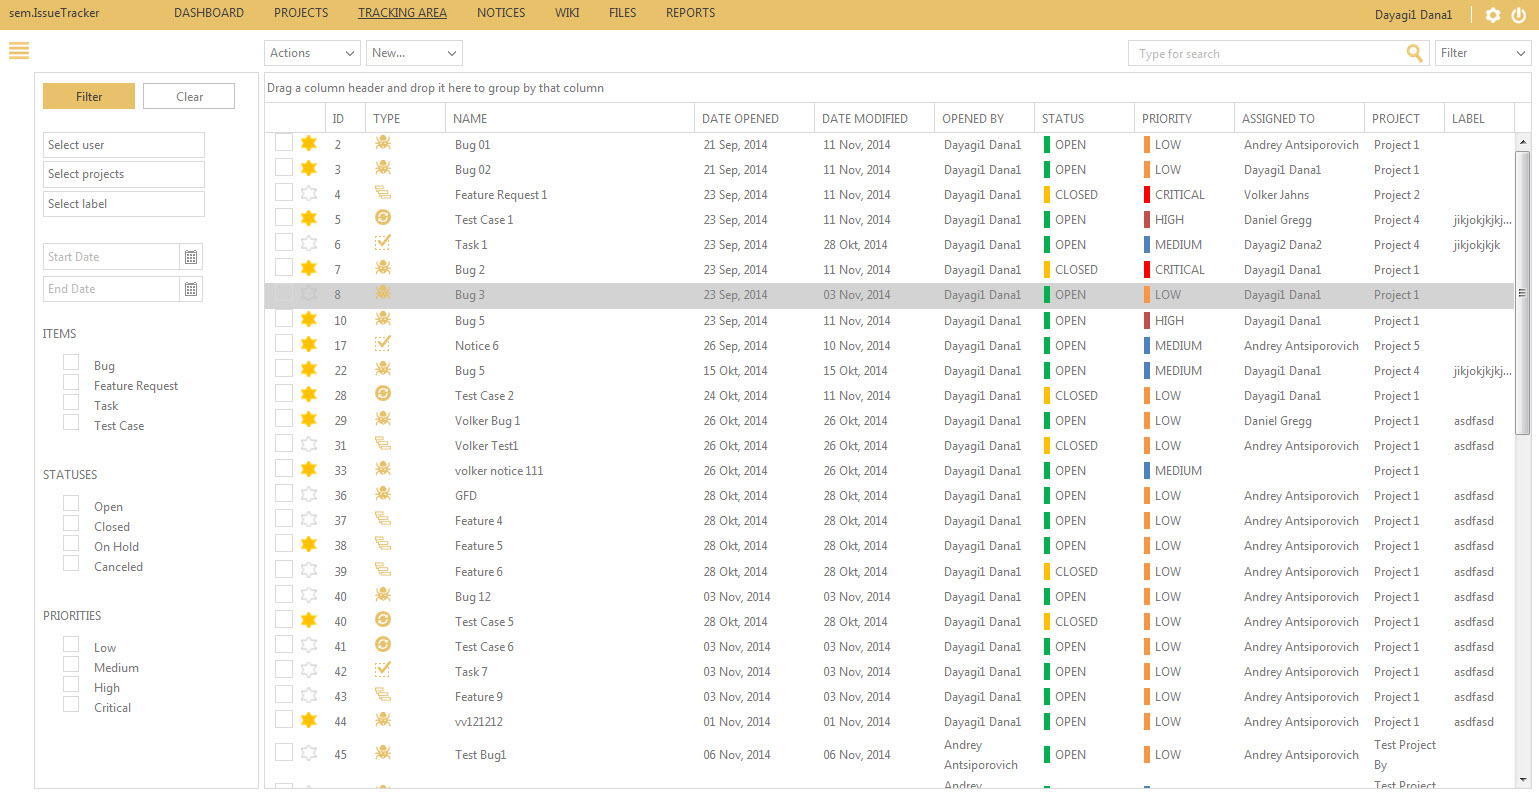 sem.IssueTracker DASHBOARD PROJECTS TRACKING AREA NOTICES WIKI FILES REPORTS Dayagi1 Dana1
Actions New... Type for search Filter
Filter Clear
Select user
Select projects
Select label
Start Date
End Date
ITEMS
Bug
Feature Request
Task
Test Case
STATUSES
Open
Closed
On Hold
Canceled
PRIORITIES
Low
Medium
High
Critical
Drag a column header and drop it here to group by that column
ID TYPE NAME DATE OPENED DATE MODIFIED OPENED BY STATUS PRIORITY ASSIGNED TO PROJECT LABEL
2 Bug 01 21 Sep, 2014 11 Nov, 2014 Dayagi1 Dana1 OPEN LOW Andrey Antsiporovich Project 1
3 Bug 02 21 Sep, 2014 11 Nov, 2014 Dayagi1 Dana1 OPEN LOW Dayagi1 Dana1 Project 1
4 Feature Request 1 23 Sep, 2014 11 Nov, 2014 Dayagi1 Dana1 CLOSED CRITICAL Volker Jahns Project 2
5 Test Case 1 23 Sep, 2014 11 Nov, 2014 Dayagi1 Dana1 OPEN HIGH Daniel Gregg Project 4 jikjokjkjkj...
6 Task 1 23 Sep, 2014 28 Okt, 2014 Dayagi1 Dana1 OPEN MEDIUM Dayagi2 Dana2 Project 4 jikjokjkjk
7 Bug 2 23 Sep, 2014 11 Nov, 2014 Dayagi1 Dana1 CLOSED CRITICAL Dayagi1 Dana1 Project 1
8 Bug 3 23 Sep, 2014 03 Nov, 2014 Dayagi1 Dana1 OPEN LOW Dayagi1 Dana1 Project 1
10 Bug 5 23 Sep, 2014 11 Nov, 2014 Dayagi1 Dana1 OPEN HIGH Dayagi1 Dana1 Project 1
17 Notice 6 26 Sep, 2014 10 Nov, 2014 Dayagi1 Dana1 OPEN MEDIUM Andrey Antsiporovich Project 5
22 Bug 5 15 Okt, 2014 15 Okt, 2014 Dayagi1 Dana1 OPEN MEDIUM Dayagi1 Dana1 Project 4 jikjokjkjkj...
28 Test Case 2 24 Okt, 2014 11 Nov, 2014 Dayagi1 Dana1 CLOSED LOW Dayagi1 Dana1 Project 1
29 Volker Bug 1 26 Okt, 2014 26 Okt, 2014 Dayagi1 Dana1 OPEN LOW Daniel Gregg Project 1 asdfasd
31 Volker Test1 26 Okt, 2014 26 Okt, 2014 Dayagi1 Dana1 CLOSED LOW Andrey Antsiporovich Project 1 asdfasd
33 volker notice 111 26 Okt, 2014 26 Okt, 2014 Dayagi1 Dana1 OPEN MEDIUM Project 1
36 GFD 28 Okt, 2014 28 Okt, 2014 Dayagi1 Dana1 OPEN LOW Andrey Antsiporovich Project 1 asdfasd
37 Feature 4 28 Okt, 2014 28 Okt, 2014 Dayagi1 Dana1 OPEN LOW Andrey Antsiporovich Project 1 asdfasd
38 Feature 5 28 Okt, 2014 28 Okt, 2014 Dayagi1 Dana1 OPEN LOW Andrey Antsiporovich Project 1 asdfasd
39 Feature 6 28 Okt, 2014 28 Okt, 2014 Dayagi1 Dana1 CLOSED LOW Andrey Antsiporovich Project 1 asdfasd
40 Bug 12 03 Nov, 2014 03 Nov, 2014 Dayagi1 Dana1 OPEN LOW Andrey Antsiporovich Project 1 asdfasd
40 Test Case 5 28 Okt, 2014 28 Okt, 2014 Dayagi1 Dana1 CLOSED LOW Andrey Antsiporovich Project 1 asdfasd
41 Test Case 6 03 Nov, 2014 03 Nov, 2014 Dayagi1 Dana1 OPEN LOW Andrey Antsiporovich Project 1 asdfasd
42 Task 7 03 Nov, 2014 03 Nov, 2014 Dayagi1 Dana1 OPEN LOW Andrey Antsiporovich Project 1 asdfasd
43 Feature 9 03 Nov, 2014 03 Nov, 2014 Dayagi1 Dana1 OPEN LOW Andrey Antsiporovich Project 1 asdfasd
44 vv121212 01 Nov, 2014 01 Nov, 2014 Dayagi1 Dana1 OPEN LOW Andrey Antsiporovich Project 1 asdfasd
Andrey Test Project
45 Test Bug1 06 Nov, 2014 06 Nov, 2014 OPEN LOW Andrey Antsiporovich
Antsiporovich By
Andrey Test Project